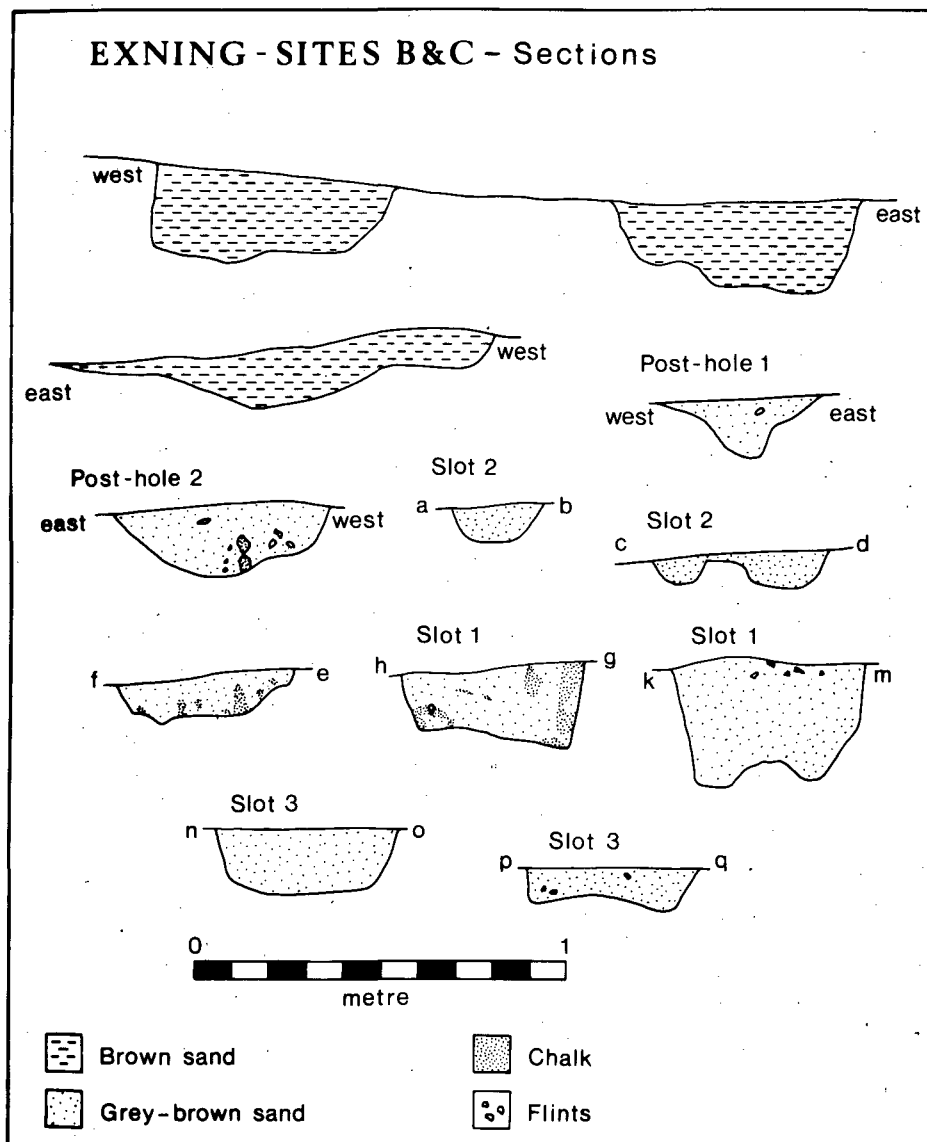 EXNING - SITES B&C - Sections
west
east
east
west
Post-hole 1
west
east
Post-hole 2
east
west
Slot 2
a
b
Slot 2
c
d
f
e
Slot 1
h
g
Slot 1
k
m
Slot 3
n
o
Slot 3
p
q
0
1
metre
Brown sand
Chalk
Grey-brown sand
Flints